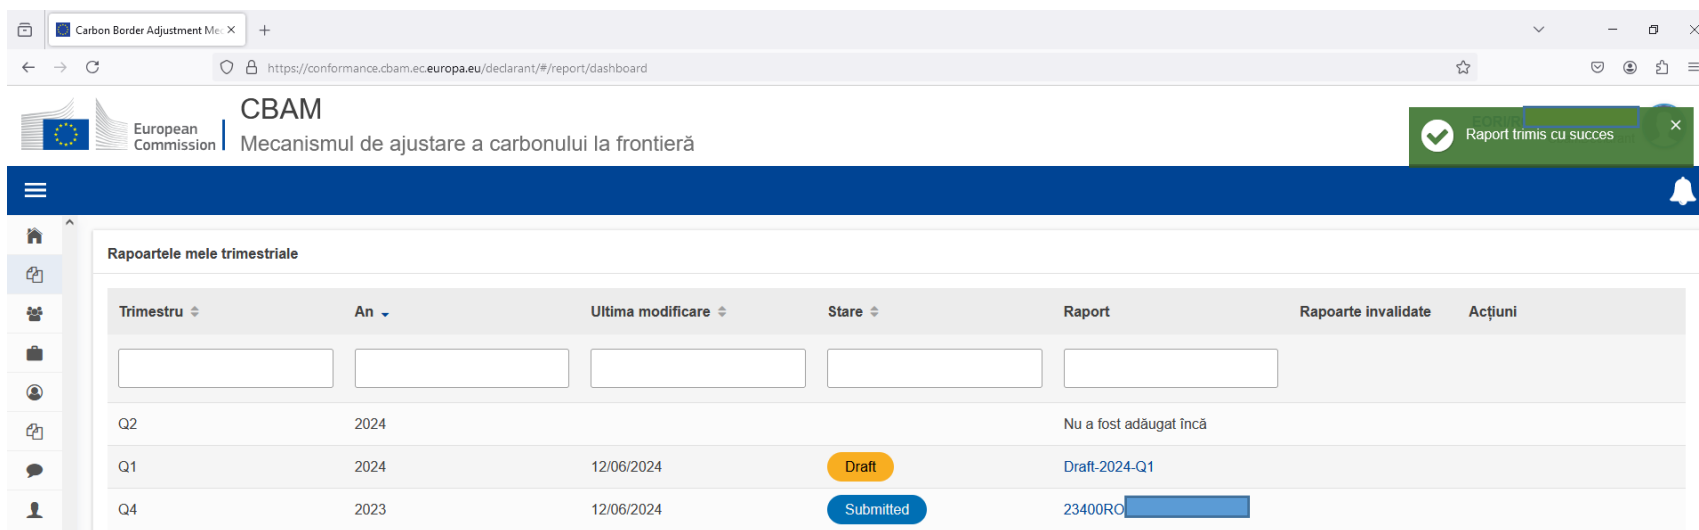 Carbon Border Adjustment Mec
https://conformance.cbam.ec.europa.eu/declarant/#/report/dashboard
European
Commission
CBAM
Mecanismul de ajustare a carbonului la frontieră
EORI/R
Raport trimis cu succes
Rapoartele mele trimestriale
Trimestru An Ultima modificare Stare Raport Rapoarte invalidate Acțiuni
Q2 2024 Nu a fost adăugat încă
Q1 2024 12/06/2024 Draft Draft-2024-Q1
Q4 2023 12/06/2024 Submitted 23400RO